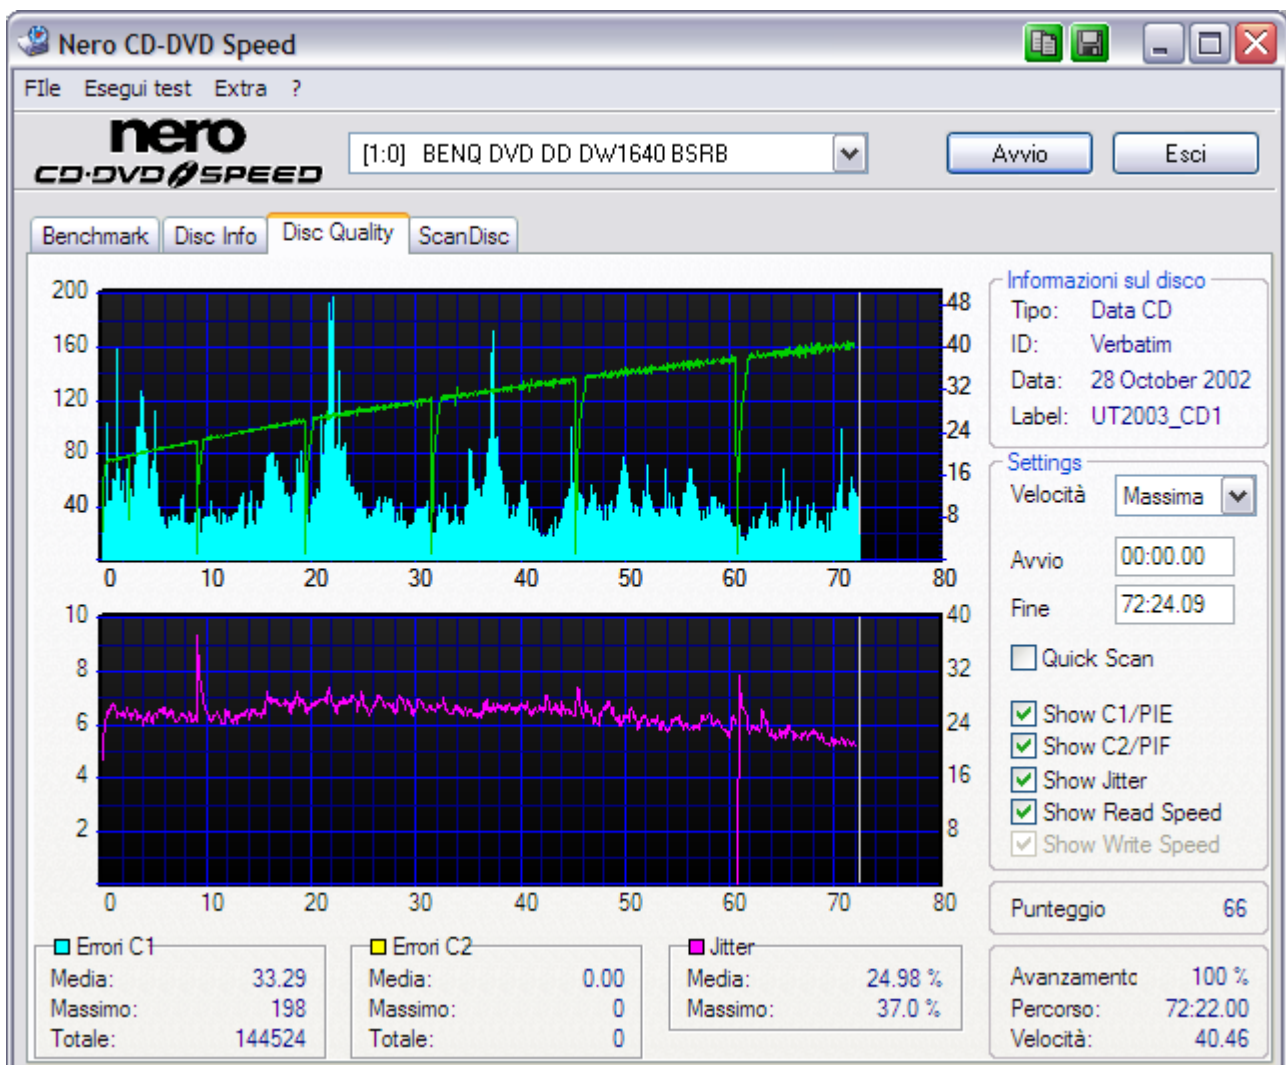 Nero CD-DVD Speed
FIle Esegui test Extra ?
nero
CD·DVD SPEED
[1:0] BENQ DVD DD DW1640 BSRB
Avvio
Esci
Benchmark
Disc Info
Disc Quality
ScanDisc
200
160
120
80
40
48
40
32
24
16
8
0 10 20 30 40 50 60 70 80
10
8
6
4
2
40
32
24
16
8
0 10 20 30 40 50 60 70 80
Errori C1
Media: 33.29
Massimo: 198
Totale: 144524
Errori C2
Media: 0.00
Massimo: 0
Totale: 0
Jitter
Media: 24.98 %
Massimo: 37.0 %
Informazioni sul disco
Tipo: Data CD
ID: Verbatim
Data: 28 October 2002
Label: UT2003_CD1
Settings
Velocità Massima
Avvio 00:00.00
Fine 72:24.09
Quick Scan
Show C1/PIE
Show C2/PIF
Show Jitter
Show Read Speed
Show Write Speed
Punteggio 66
Avanzamento 100 %
Percorso: 72:22.00
Velocità: 40.46